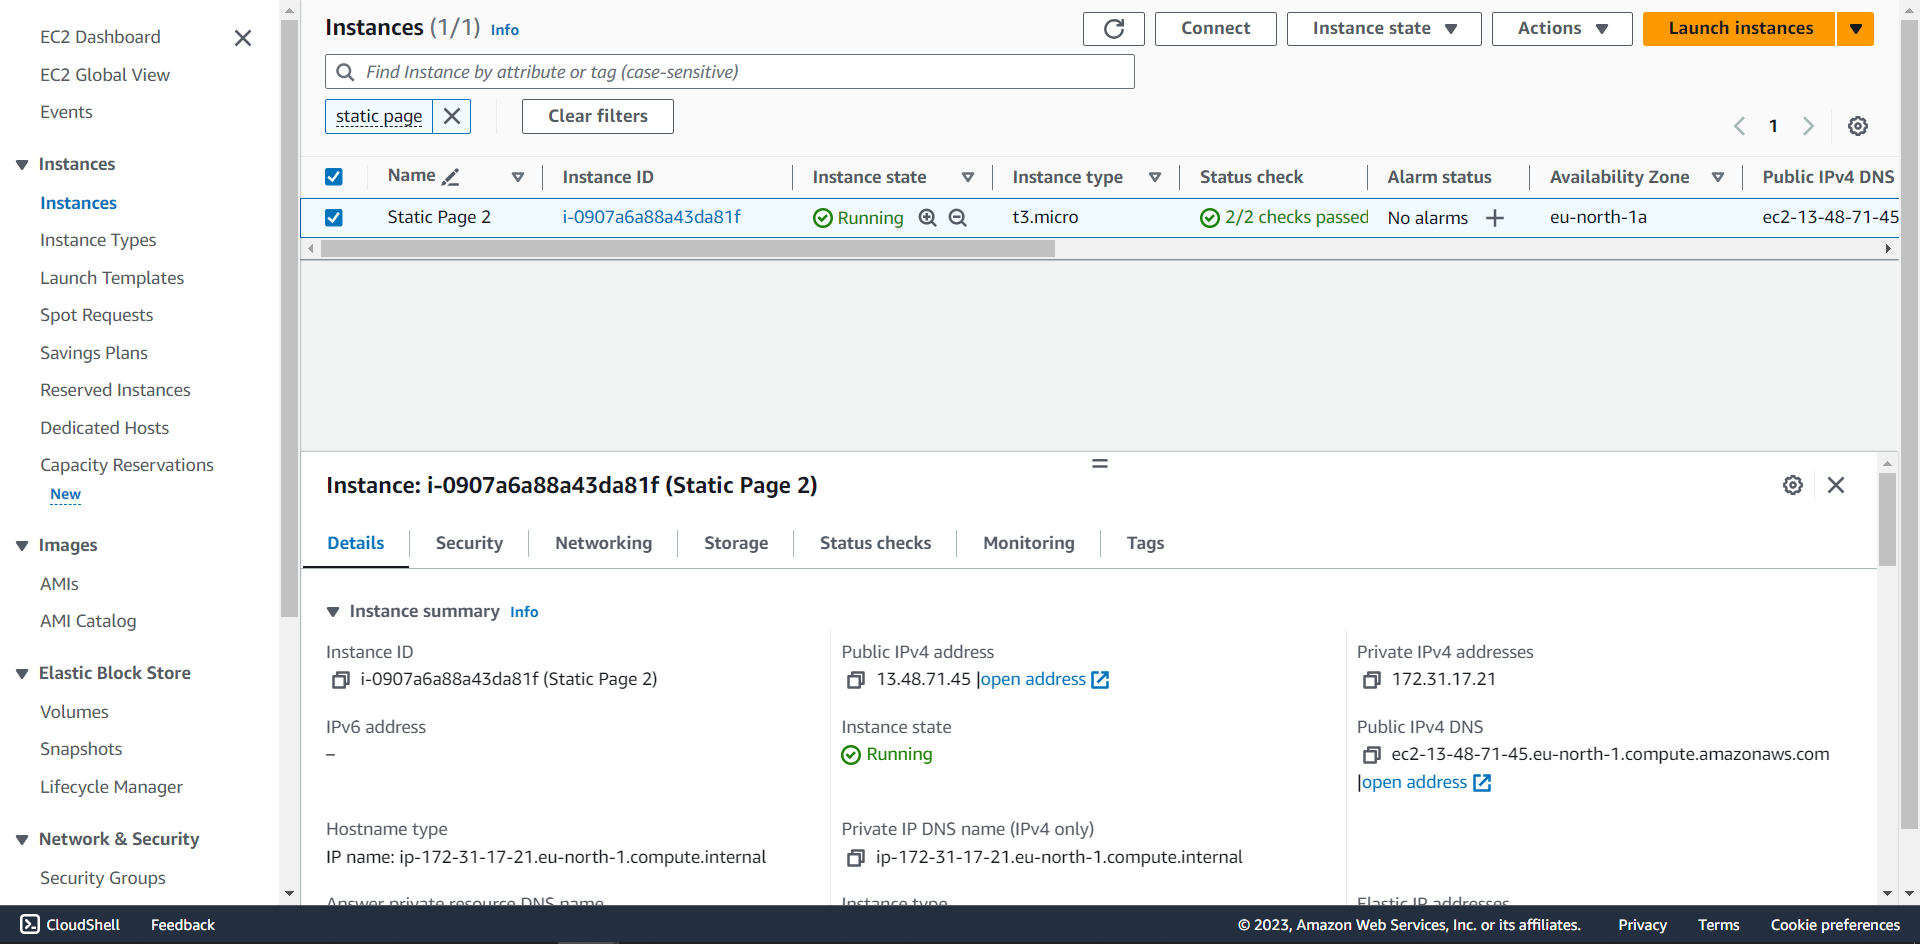 EC2 Dashboard
EC2 Global View
Events
Instances
Instances
Instance Types
Launch Templates
Spot Requests
Savings Plans
Reserved Instances
Dedicated Hosts
Capacity Reservations
New
Images
AMIs
AMI Catalog
Elastic Block Store
Volumes
Snapshots
Lifecycle Manager
Network & Security
Security Groups
Instances (1/1) Info
Connect
Instance state
Actions
Launch instances
Find Instance by attribute or tag (case-sensitive)
static page
Clear filters
1
Name Instance ID Instance state Instance type Status check Alarm status Availability Zone Public IPv4 DNS
Static Page 2 i-0907a6a88a43da81f Running t3.micro 2/2 checks passed No alarms eu-north-1a ec2-13-48-71-45
Instance: i-0907a6a88a43da81f (Static Page 2)
Details Security Networking Storage Status checks Monitoring Tags
Instance summary Info
Instance ID
i-0907a6a88a43da81f (Static Page 2)
Public IPv4 address
13.48.71.45 |open address
Private IPv4 addresses
172.31.17.21
IPv6 address
–
Instance state
Running
Public IPv4 DNS
ec2-13-48-71-45.eu-north-1.compute.amazonaws.com
|open address
Hostname type
IP name: ip-172-31-17-21.eu-north-1.compute.internal
Private IP DNS name (IPv4 only)
ip-172-31-17-21.eu-north-1.compute.internal
Answer private resource DNS name
Instance type
Elastic IP addresses
CloudShell Feedback © 2023, Amazon Web Services, Inc. or its affiliates. Privacy Terms Cookie preferences